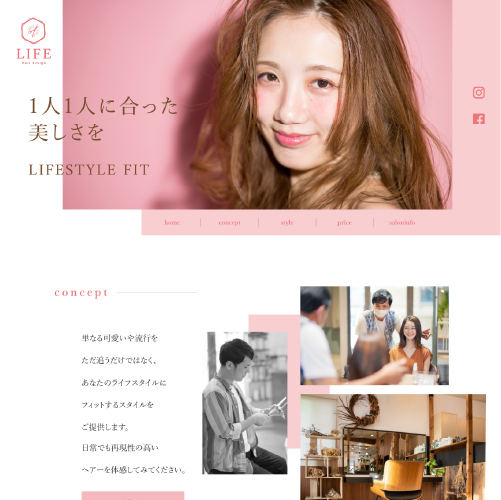 LIFE
hair design
1人1人に合った
美しさを
LIFESTYLE FIT
home
concept
style
price
saloninfo
concept
単なる可愛いや流行を
ただ追うだけではなく、
あなたのライフスタイルに
フィットするスタイルを
ご提供します。
日常でも再現性の高い
ヘアーを体感してみてください。